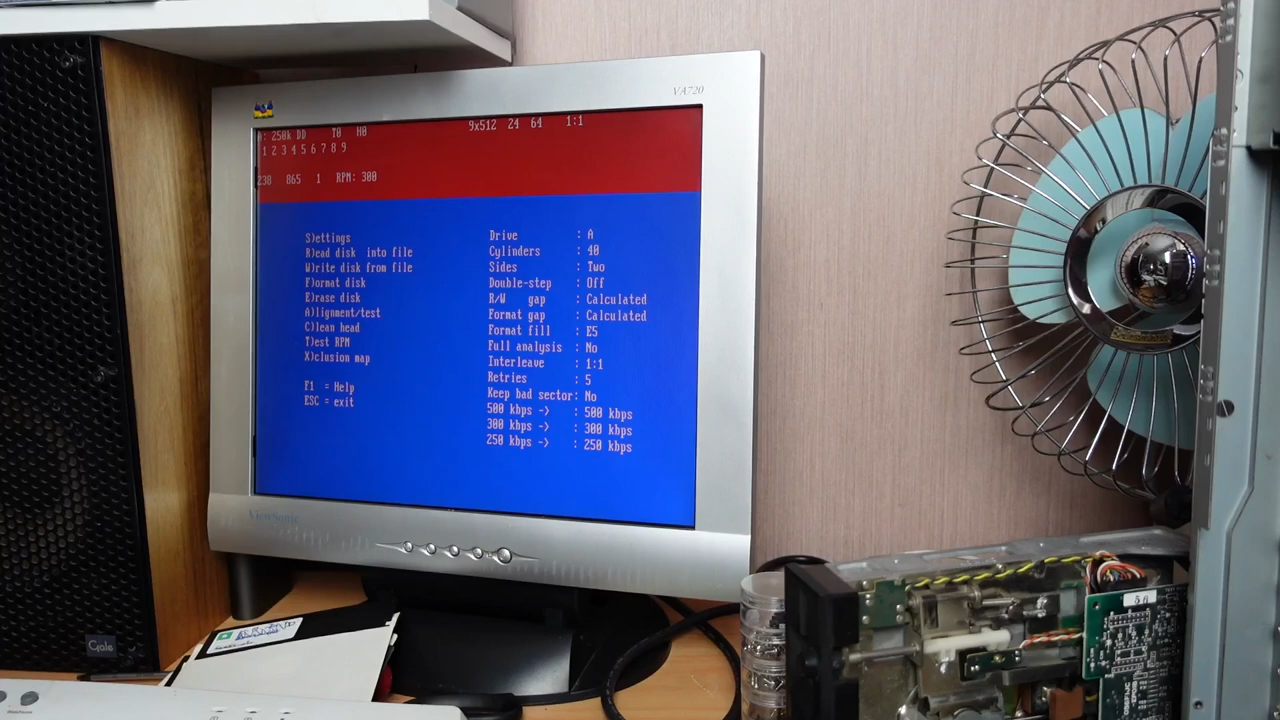 VA720
A: 250k DD T0 H0 9x512 24 64 1:1
1 2 3 4 5 6 7 8 9
238 865 1 RPM: 300
S)ettings
R)ead disk into file
W)rite disk from file
F)ormat disk
E)rase disk
A)lignment/test
C)lean head
T)est RPM
X)clusion map
F1 = Help
ESC = exit
Drive : A
Cylinders : 40
Sides : Two
Double-step : Off
R/W gap : Calculated
Format gap : Calculated
Format fill : E5
Full analysis : No
Interleave : 1:1
Retries : 5
Keep bad sector: No
500 kbps -> : 500 kbps
300 kbps -> : 300 kbps
250 kbps -> : 250 kbps
ViewSonic
Gale
56